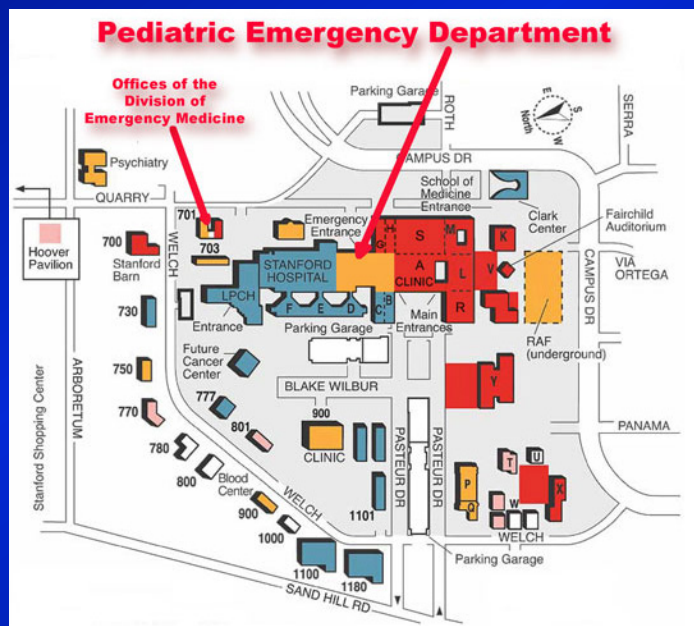 Pediatric Emergency Department
Offices of the
Division of
Emergency Medicine
Parking Garage
ROTH
E
S
North
W
SERRA
Psychiatry
CAMPUS DR
QUARRY
School of
Medicine
Entrance
Clark
Center
701
Emergency
Entrance
Fairchild
Auditorium
Hoover
Pavilion
700
Stanford
Barn
WELCH
703
STANFORD
HOSPITAL
G
H
S
M
K
A
CLINIC
L
V
VIA
ORTEGA
CAMPUS DR
LPCH
F
E
D
C
B
R
730
Entrance
Parking Garage
Main
Entrances
RAF
(underground)
Future
Cancer
Center
Stanford Shopping Center
ARBORETUM
750
BLAKE WILBUR
Y
770
777
801
900
CLINIC
PASTEUR DR
PASTEUR DR
PANAMA
780
800
Blood
Center
T
U
P
Q
W
X
900
WELCH
1101
1000
WELCH
Parking Garage
1100
1180
SAND HILL RD